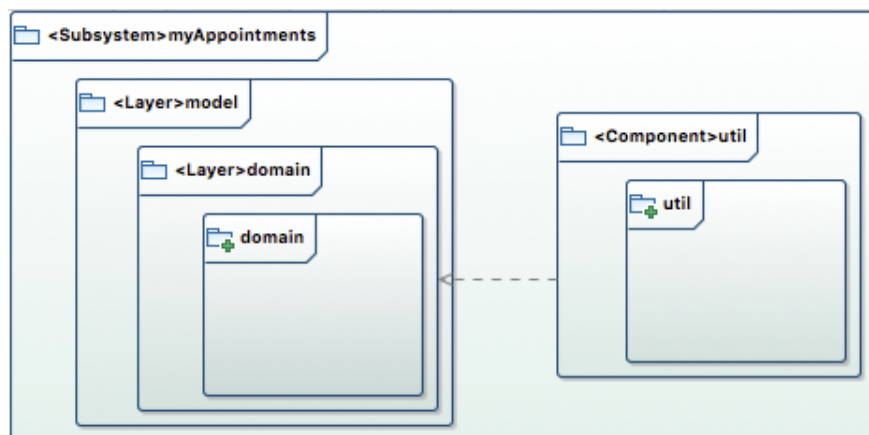 <Subsystem>myAppointments
<Layer>model
<Layer>domain
domain
<Component>util
util